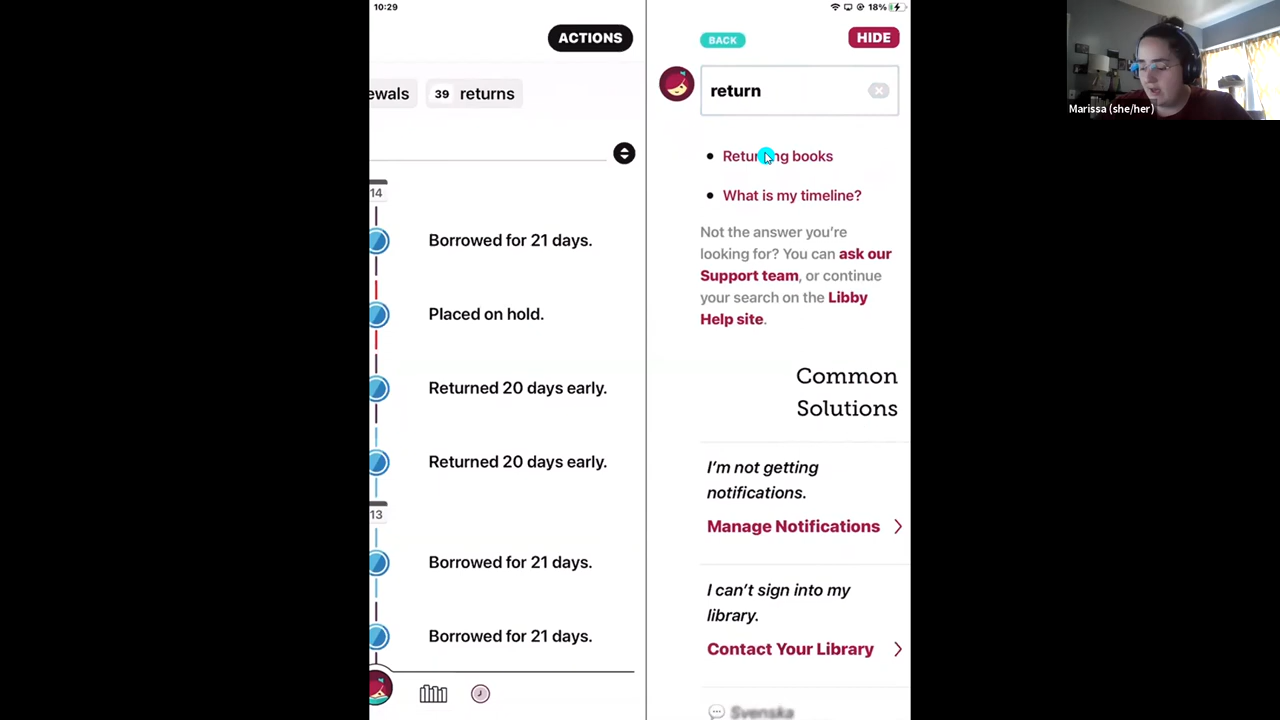 10:29
18%
ACTIONS
ewals
39 returns
14
Borrowed for 21 days.
Placed on hold.
Returned 20 days early.
Returned 20 days early.
13
Borrowed for 21 days.
Borrowed for 21 days.
BACK
HIDE
return
Returning books
What is my timeline?
Not the answer you're
looking for? You can ask our
Support team, or continue
your search on the Libby
Help site.
Common
Solutions
I'm not getting
notifications.
Manage Notifications
I can't sign into my
library.
Contact Your Library
Svenska
Marissa (she/her)